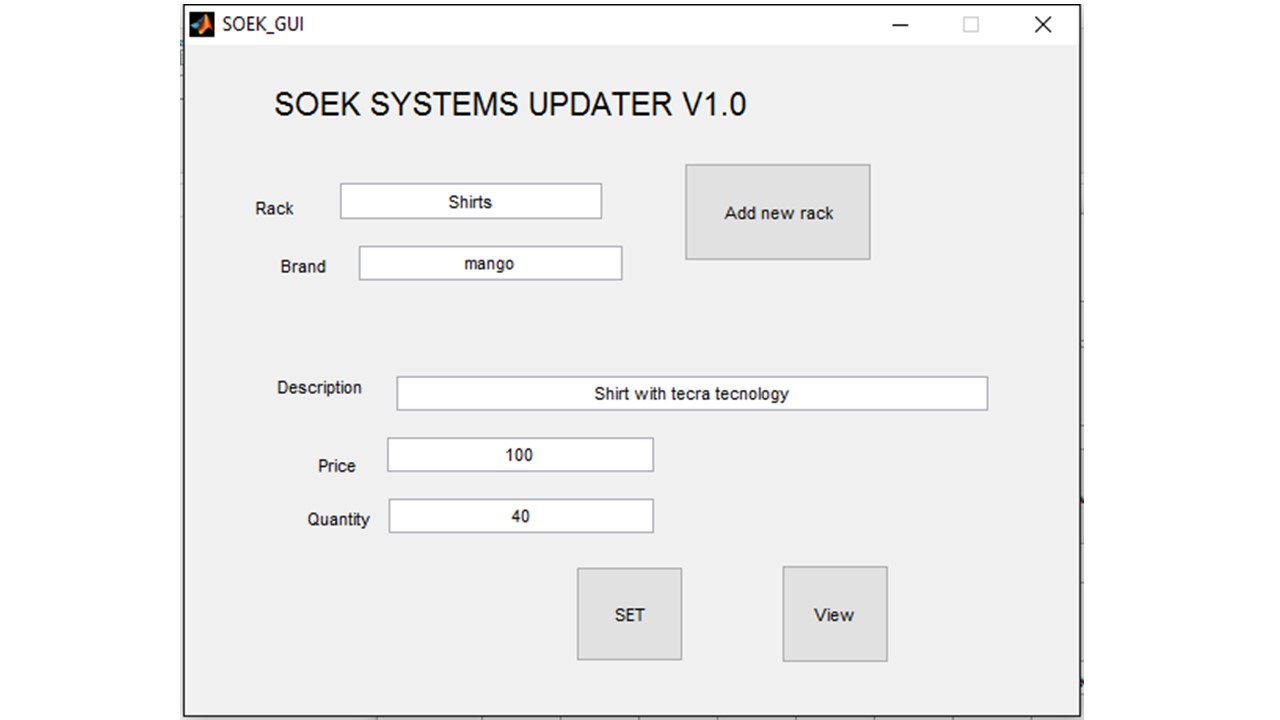 SOEK_GUI
SOEK SYSTEMS UPDATER V1.0
Rack
Shirts
Add new rack
Brand
mango
Description
Shirt with tecra tecnology
Price
100
Quantity
40
SET
View